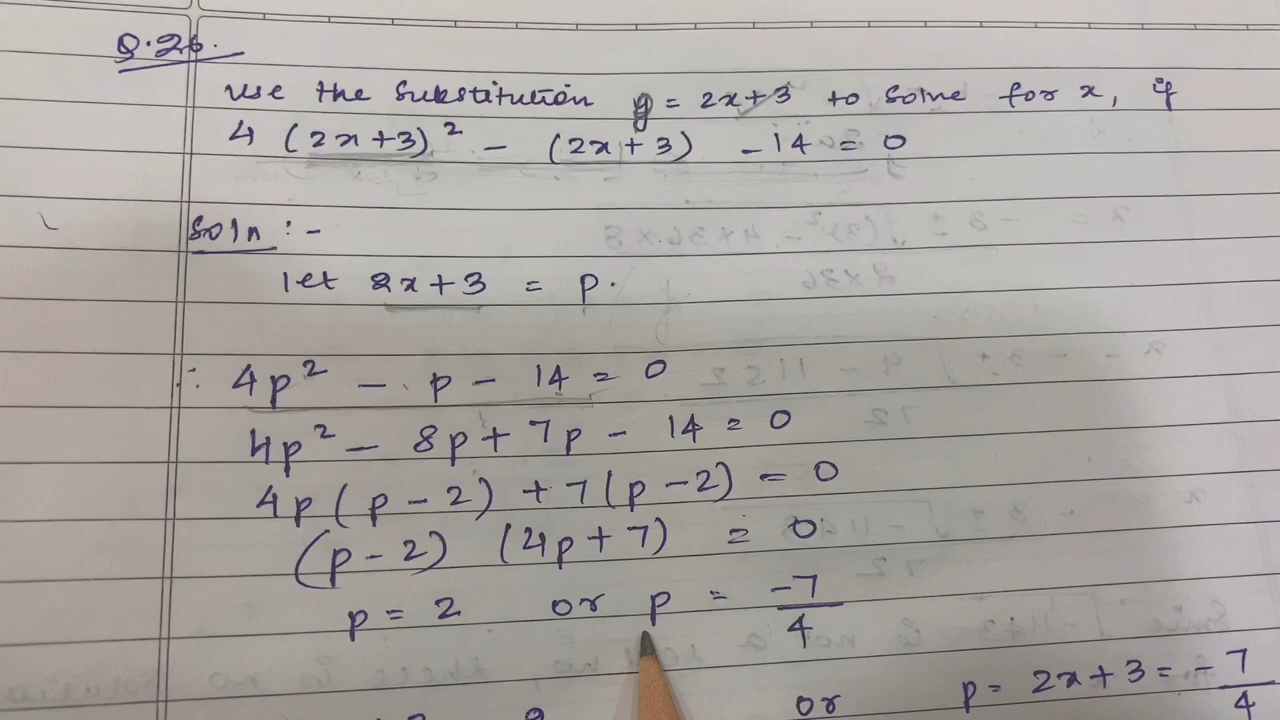 Q.26.
Use the Substitution y = 2x+3 to solve for x, if
4 (2x+3)² - (2x+3) - 14 = 0
Soln :-
let 2x+3 = p.
∴ 4p² - p - 14 = 0
4p² - 8p + 7p - 14 = 0
4p(p-2) + 7(p-2) = 0
(p-2) (4p+7) = 0
p = 2 or p = -7/4
or p = 2x+3 = -7/4